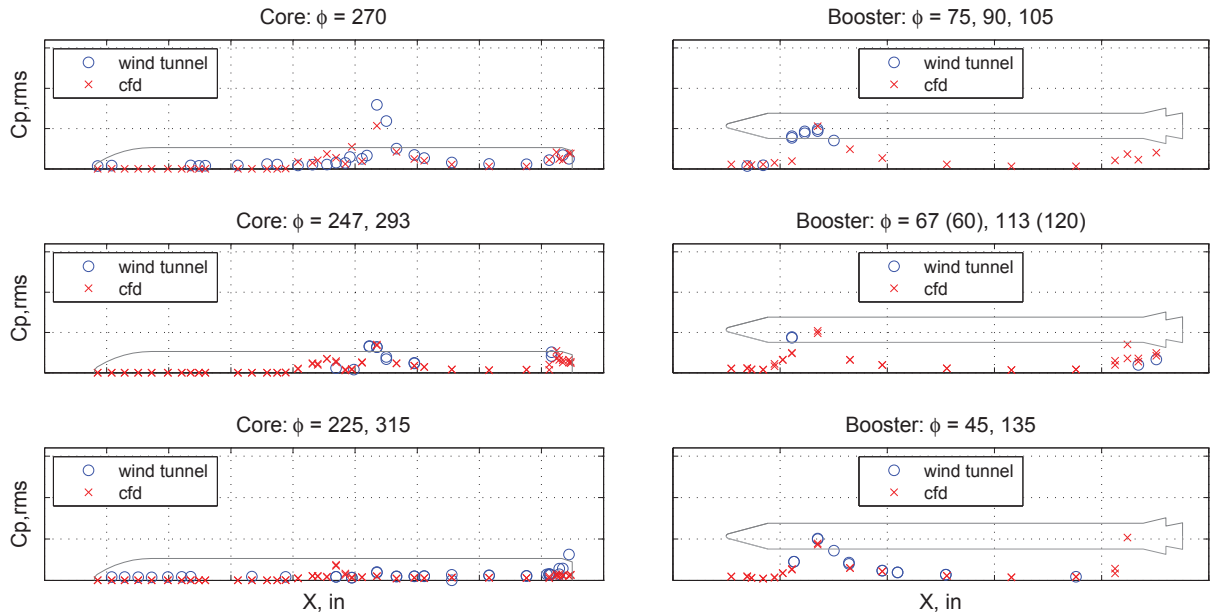 Core: ϕ = 270
wind tunnel
cfd
Cp,rms
Booster: ϕ = 75, 90, 105
wind tunnel
cfd
Core: ϕ = 247, 293
wind tunnel
cfd
Cp,rms
Booster: ϕ = 67 (60), 113 (120)
wind tunnel
cfd
Core: ϕ = 225, 315
wind tunnel
cfd
Cp,rms
X, in
Booster: ϕ = 45, 135
wind tunnel
cfd
X, in